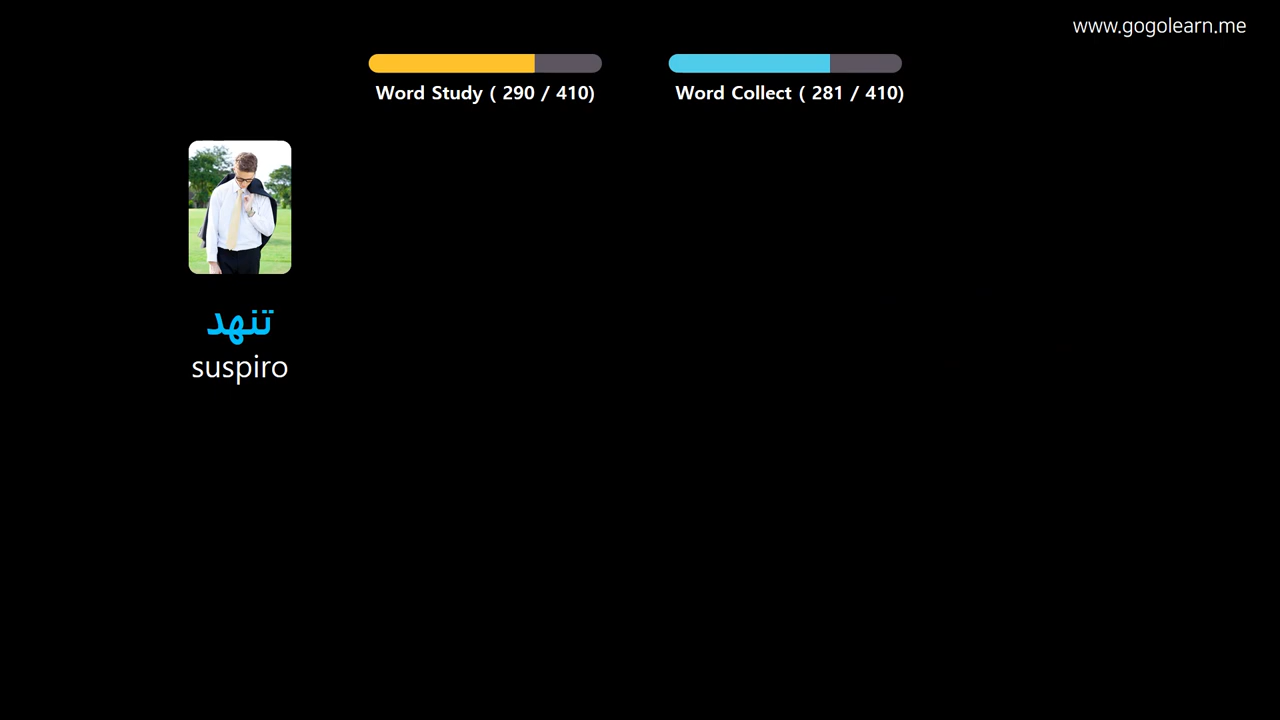 www.gogolearn.me
Word Study ( 290 / 410)
Word Collect ( 281 / 410)
تنهد
suspiro